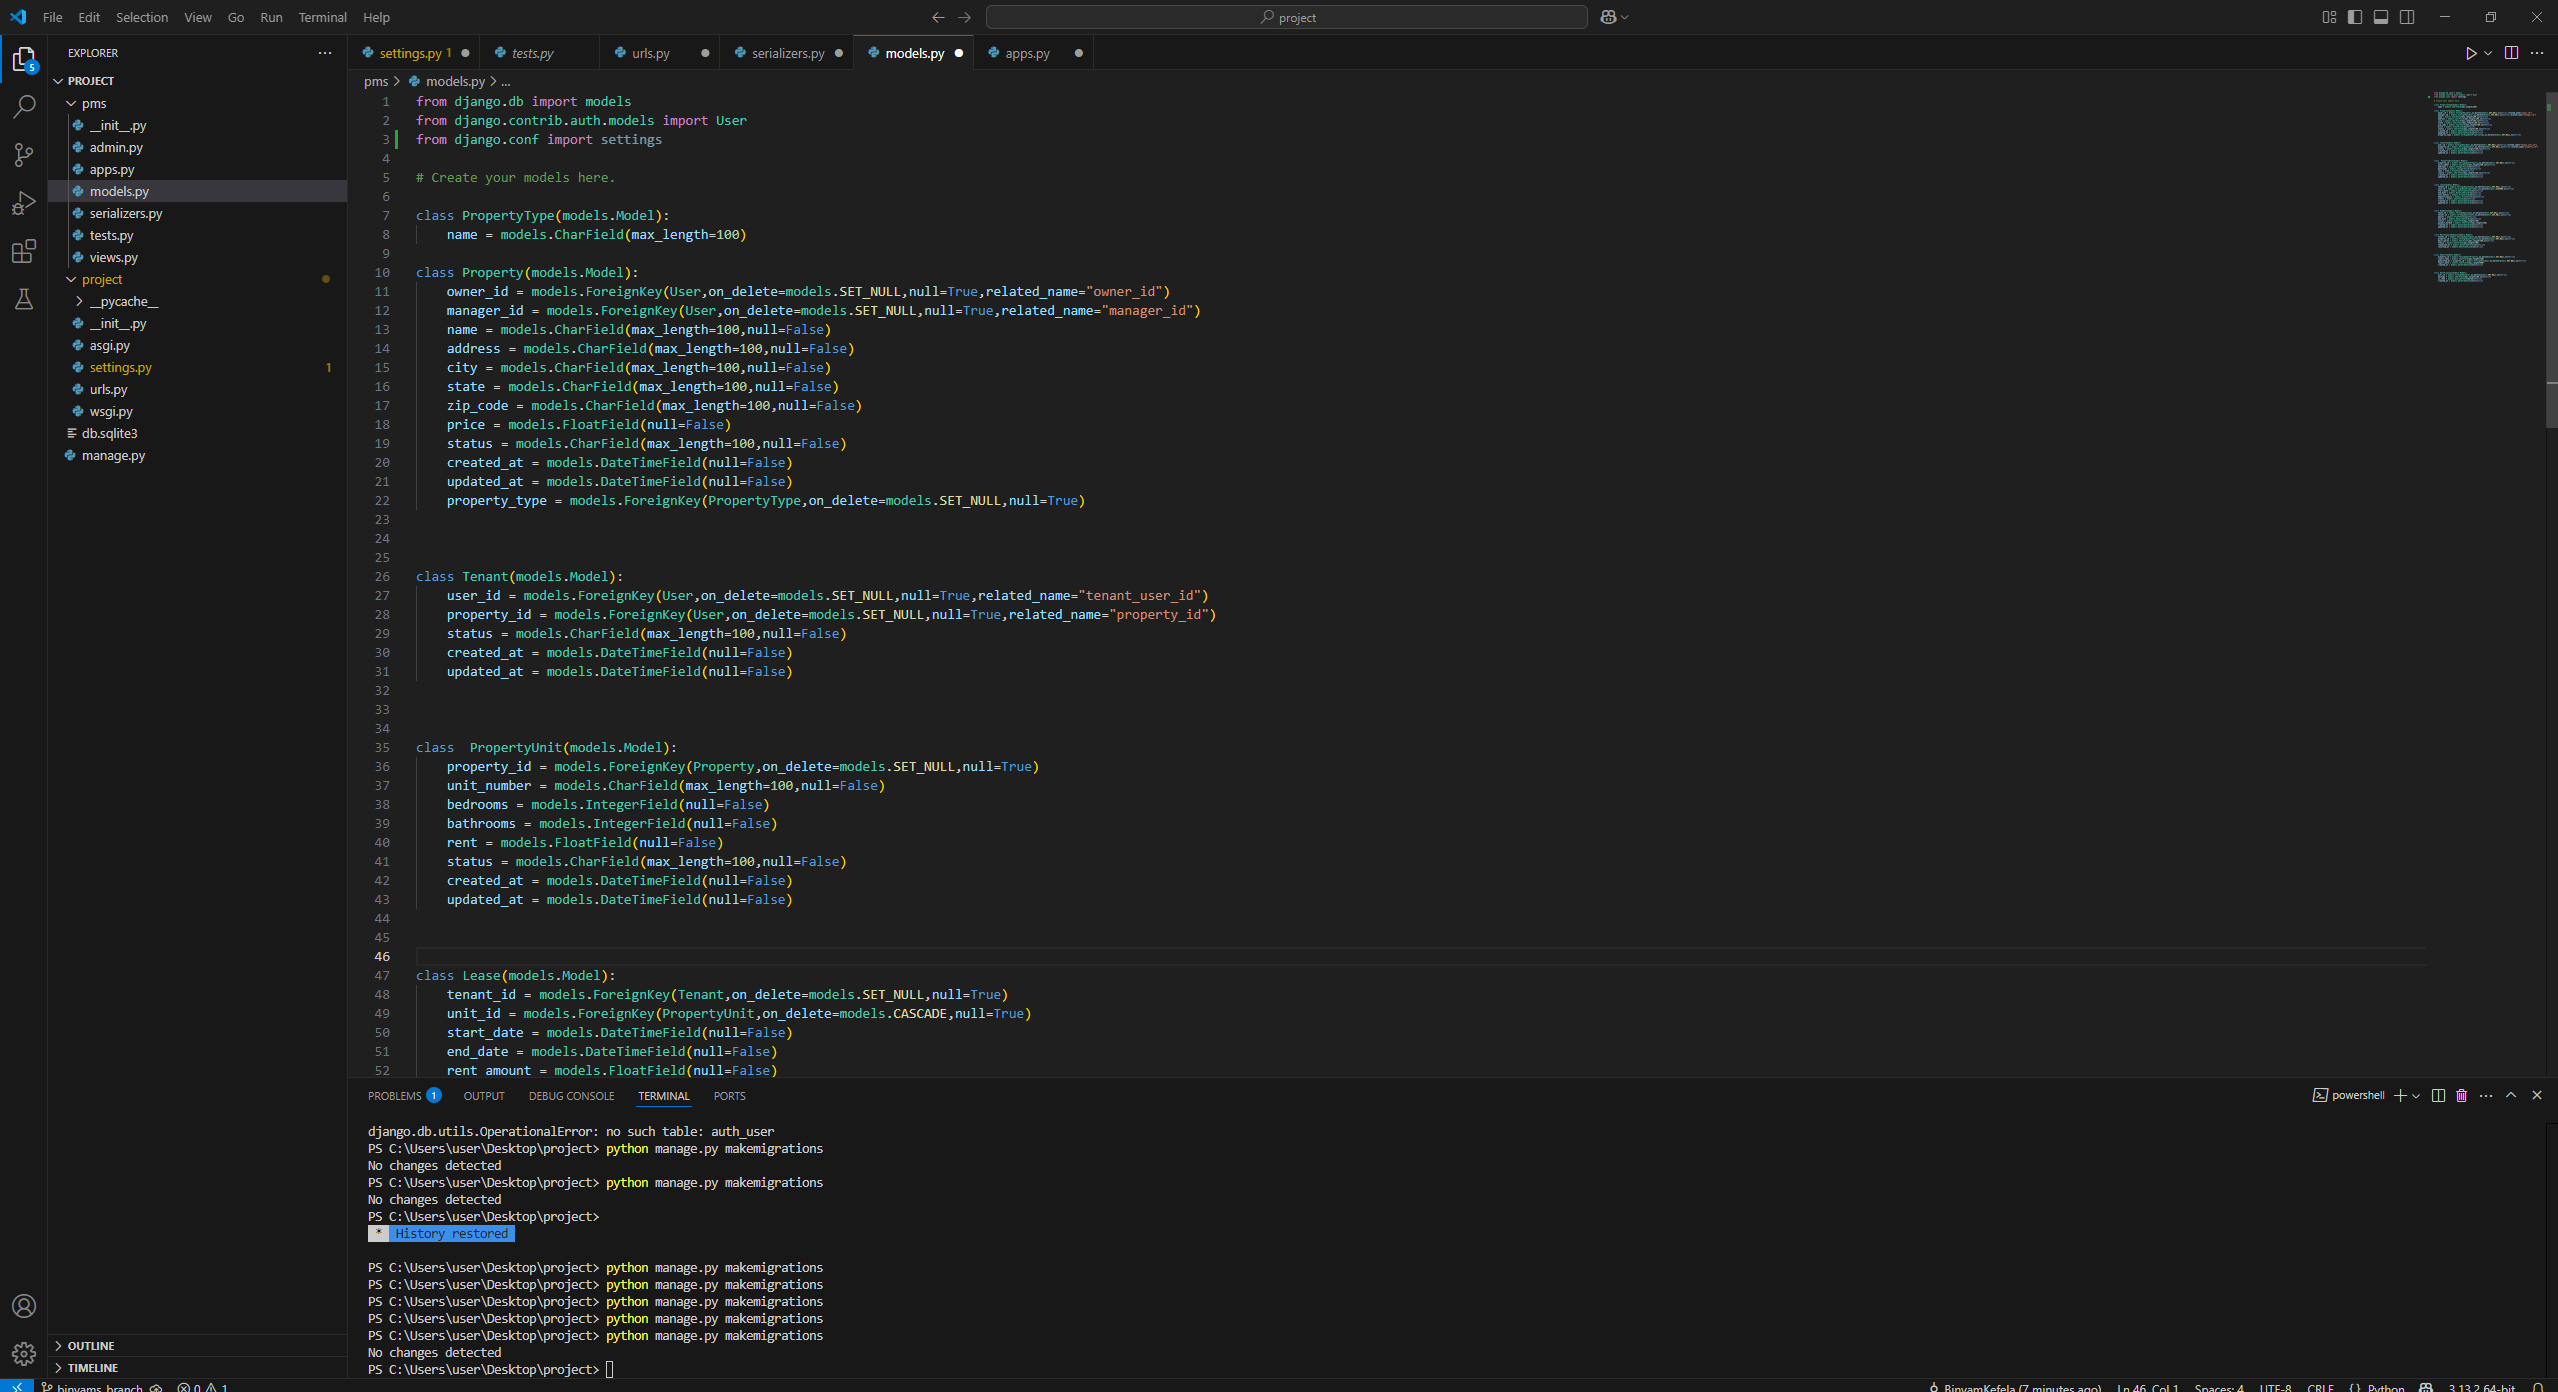 File Edit Selection View Go Run Terminal Help
project
EXPLORER
PROJECT
pms
__init__.py
admin.py
apps.py
models.py
serializers.py
tests.py
views.py
project
__pycache__
__init__.py
asgi.py
settings.py 1
urls.py
wsgi.py
db.sqlite3
manage.py
OUTLINE
TIMELINE
settings.py 1 tests.py urls.py serializers.py models.py apps.py
pms > models.py > ...
1 from django.db import models
2 from django.contrib.auth.models import User
3 from django.conf import settings
4
5 # Create your models here.
6
7 class PropertyType(models.Model):
8 name = models.CharField(max_length=100)
9
10 class Property(models.Model):
11 owner_id = models.ForeignKey(User,on_delete=models.SET_NULL,null=True,related_name="owner_id")
12 manager_id = models.ForeignKey(User,on_delete=models.SET_NULL,null=True,related_name="manager_id")
13 name = models.CharField(max_length=100,null=False)
14 address = models.CharField(max_length=100,null=False)
15 city = models.CharField(max_length=100,null=False)
16 state = models.CharField(max_length=100,null=False)
17 zip_code = models.CharField(max_length=100,null=False)
18 price = models.FloatField(null=False)
19 status = models.CharField(max_length=100,null=False)
20 created_at = models.DateTimeField(null=False)
21 updated_at = models.DateTimeField(null=False)
22 property_type = models.ForeignKey(PropertyType,on_delete=models.SET_NULL,null=True)
23
24
25
26 class Tenant(models.Model):
27 user_id = models.ForeignKey(User,on_delete=models.SET_NULL,null=True,related_name="tenant_user_id")
28 property_id = models.ForeignKey(User,on_delete=models.SET_NULL,null=True,related_name="property_id")
29 status = models.CharField(max_length=100,null=False)
30 created_at = models.DateTimeField(null=False)
31 updated_at = models.DateTimeField(null=False)
32
33
34
35 class  PropertyUnit(models.Model):
36 property_id = models.ForeignKey(Property,on_delete=models.SET_NULL,null=True)
37 unit_number = models.CharField(max_length=100,null=False)
38 bedrooms = models.IntegerField(null=False)
39 bathrooms = models.IntegerField(null=False)
40 rent = models.FloatField(null=False)
41 status = models.CharField(max_length=100,null=False)
42 created_at = models.DateTimeField(null=False)
43 updated_at = models.DateTimeField(null=False)
44
45
46
47 class Lease(models.Model):
48 tenant_id = models.ForeignKey(Tenant,on_delete=models.SET_NULL,null=True)
49 unit_id = models.ForeignKey(PropertyUnit,on_delete=models.CASCADE,null=True)
50 start_date = models.DateTimeField(null=False)
51 end_date = models.DateTimeField(null=False)
52 rent_amount = models.FloatField(null=False)
PROBLEMS 1 OUTPUT DEBUG CONSOLE TERMINAL PORTS
powershell
django.db.utils.OperationalError: no such table: auth_user
PS C:\Users\user\Desktop\project> python manage.py makemigrations
No changes detected
PS C:\Users\user\Desktop\project> python manage.py makemigrations
No changes detected
PS C:\Users\user\Desktop\project>
* History restored
PS C:\Users\user\Desktop\project> python manage.py makemigrations
PS C:\Users\user\Desktop\project> python manage.py makemigrations
PS C:\Users\user\Desktop\project> python manage.py makemigrations
PS C:\Users\user\Desktop\project> python manage.py makemigrations
PS C:\Users\user\Desktop\project> python manage.py makemigrations
No changes detected
PS C:\Users\user\Desktop\project>
5
binyams_branch 0 1
BinyamKefela (7 minutes ago) Ln 46, Col 1 Spaces: 4 UTF-8 CRLF {} Python 3.13.2 64-bit